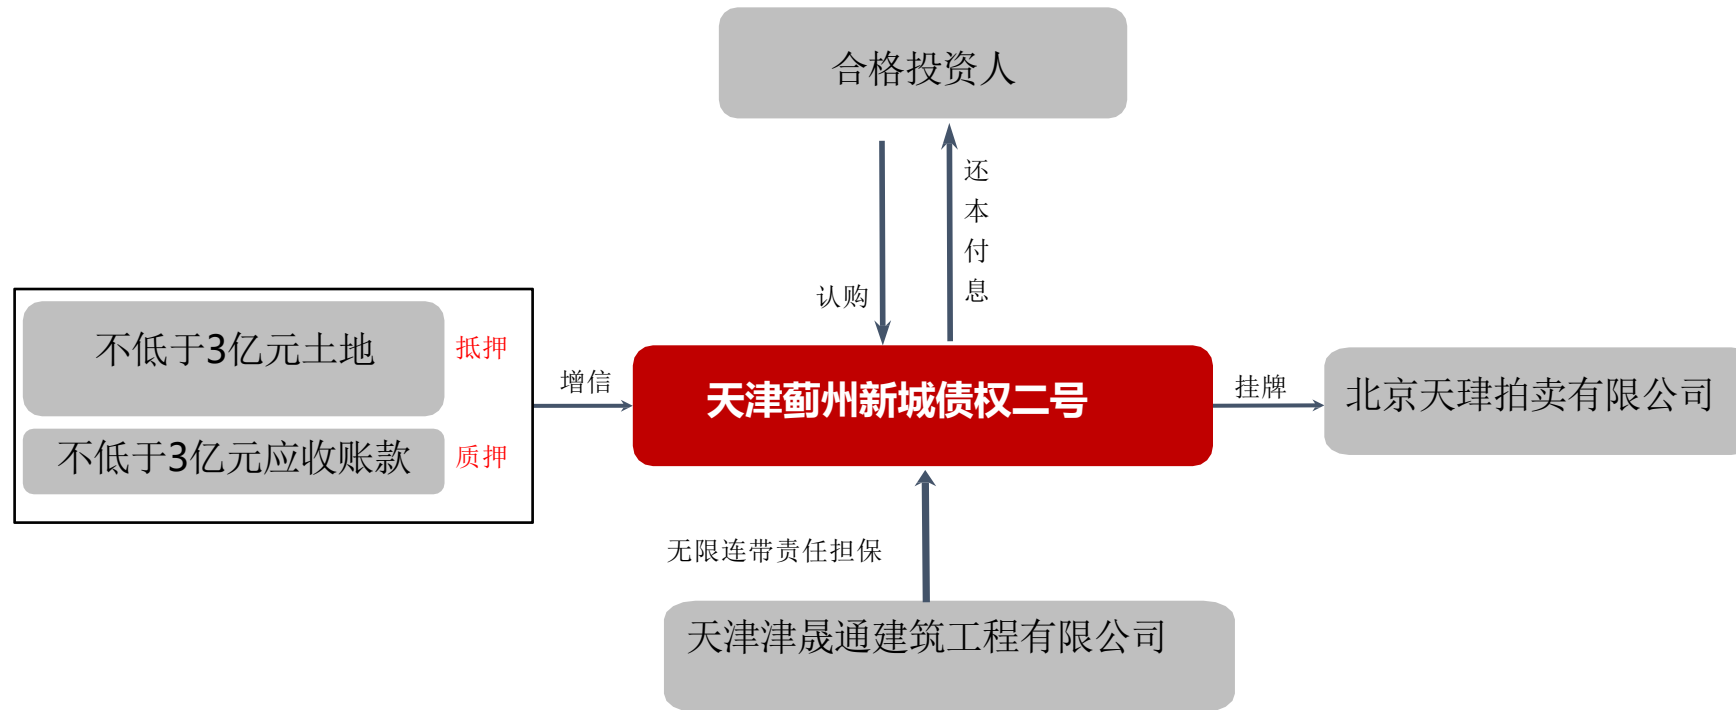 合格投资人
还
本
付
息
认购
不低于3亿元土地
抵押
增信
天津蓟州新城债权二号
挂牌
北京天珒拍卖有限公司
不低于3亿元应收账款
质押
无限连带责任担保
天津津晟通建筑工程有限公司